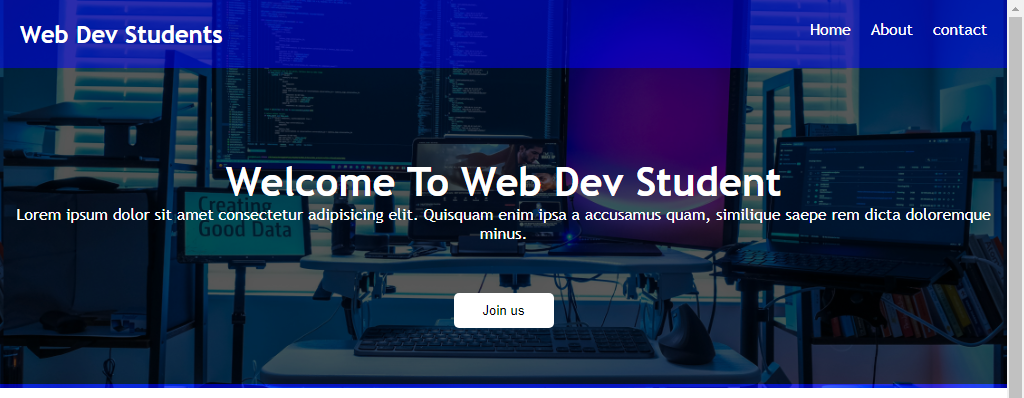 Web Dev Students
Home About contact
Welcome To Web Dev Student
Lorem ipsum dolor sit amet consectetur adipisicing elit. Quisquam enim ipsa a accusamus quam, similique saepe rem dicta doloremque
minus.
Creating
Good Data
Join us